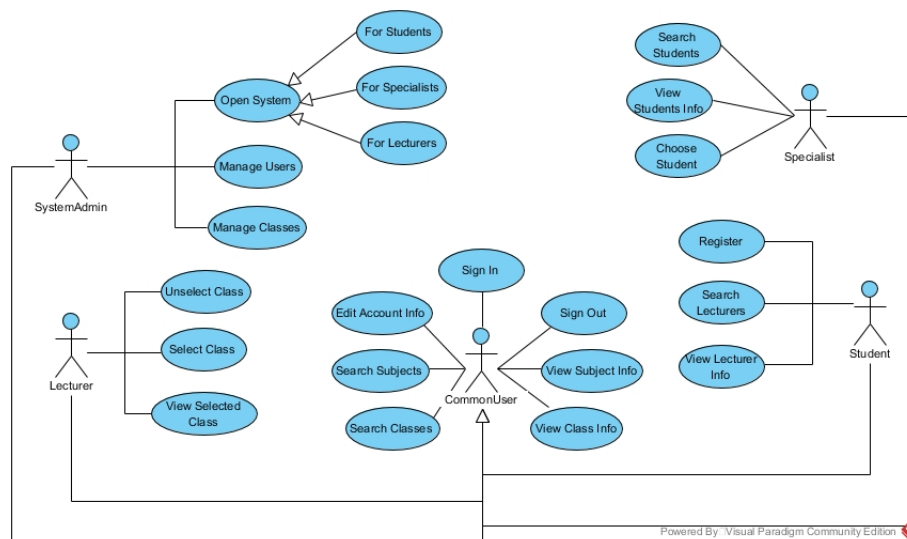 For Students
Search
Students
For Specialists
View
Students Info
Open System
For Lecturers
Choose
Student
Specialist
Manage Users
SystemAdmin
Manage Classes
Register
Sign In
Unselect Class
Search
Lecturers
Edit Account Info
Sign Out
Select Class
Student
View Lecturer
Info
Lecturer
Search Subjects
View Subject Info
CommonUser
View Selected
Class
Search Classes
View Class Info
Powered By Visual Paradigm Community Edition